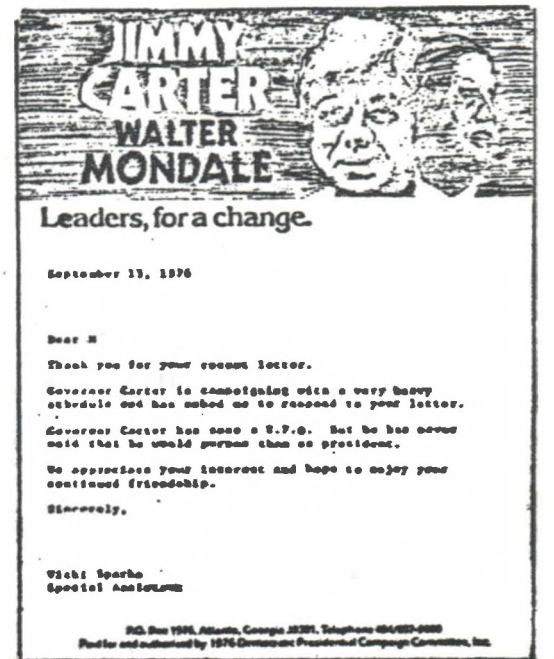 JIMMY
CARTER
WALTER
MONDALE
Leaders, for a change.
September 13, 1976
Dear M
Thank you for your recent letter.
Governor Carter is campaigning with a very heavy
schedule and has asked me to respond to your letter.
Governor Carter has seen a U.F.O. But he has never
said that he would pursue them as president.
We appreciate your interest and hope to enjoy your
continued friendship.
Sincerely,
Vicki
Special Assistant
P.O. Box 1976, Atlanta, Georgia Telephone
Paid for and authorized by 1976 Democratic Presidential Campaign Committee, Inc.